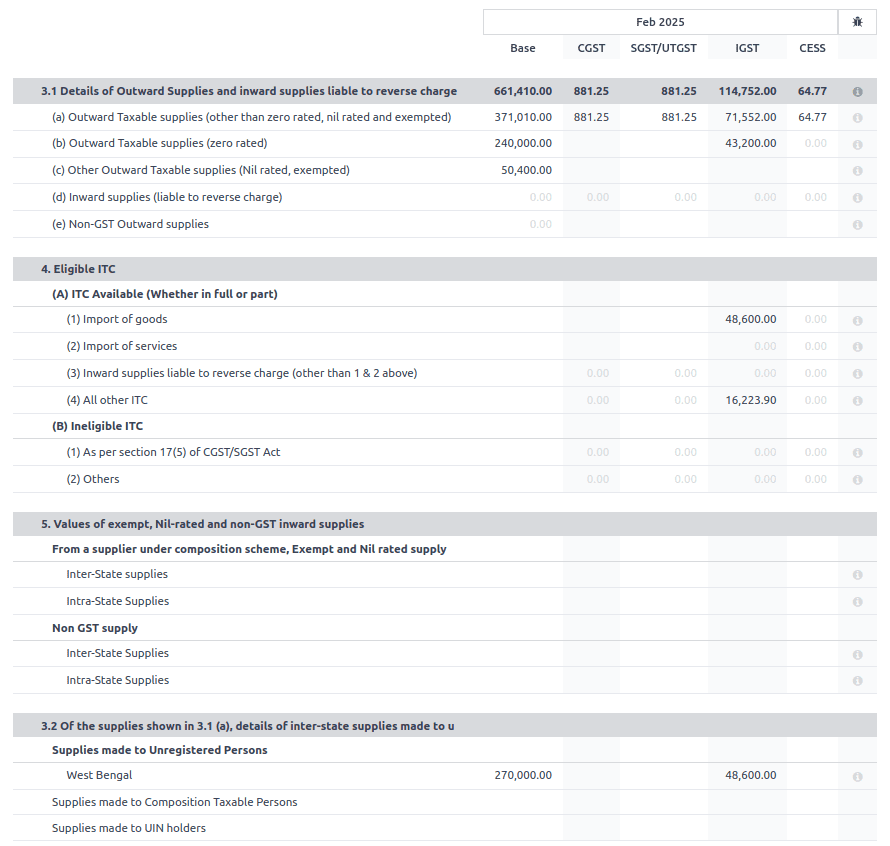 Feb 2025
Base CGST SGST/UTGST IGST CESS
3.1 Details of Outward Supplies and inward supplies liable to reverse charge 661,410.00 881.25 881.25 114,752.00 64.77
(a) Outward Taxable supplies (other than zero rated, nil rated and exempted) 371,010.00 881.25 881.25 71,552.00 64.77
(b) Outward Taxable supplies (zero rated) 240,000.00 43,200.00 0.00
(c) Other Outward Taxable supplies (Nil rated, exempted) 50,400.00
(d) Inward supplies (liable to reverse charge) 0.00 0.00 0.00 0.00 0.00
(e) Non-GST Outward supplies 0.00
4. Eligible ITC
(A) ITC Available (Whether in full or part)
(1) Import of goods 48,600.00 0.00
(2) Import of services 0.00 0.00
(3) Inward supplies liable to reverse charge (other than 1 & 2 above) 0.00 0.00 0.00 0.00
(4) All other ITC 0.00 0.00 16,223.90 0.00
(B) Ineligible ITC
(1) As per section 17(5) of CGST/SGST Act 0.00 0.00 0.00 0.00
(2) Others 0.00 0.00 0.00 0.00
5. Values of exempt, Nil-rated and non-GST inward supplies
From a supplier under composition scheme, Exempt and Nil rated supply
Inter-State supplies
Intra-State Supplies
Non GST supply
Inter-State Supplies
Intra-State Supplies
3.2 Of the supplies shown in 3.1 (a), details of inter-state supplies made to u
Supplies made to Unregistered Persons
West Bengal 270,000.00 48,600.00
Supplies made to Composition Taxable Persons
Supplies made to UIN holders